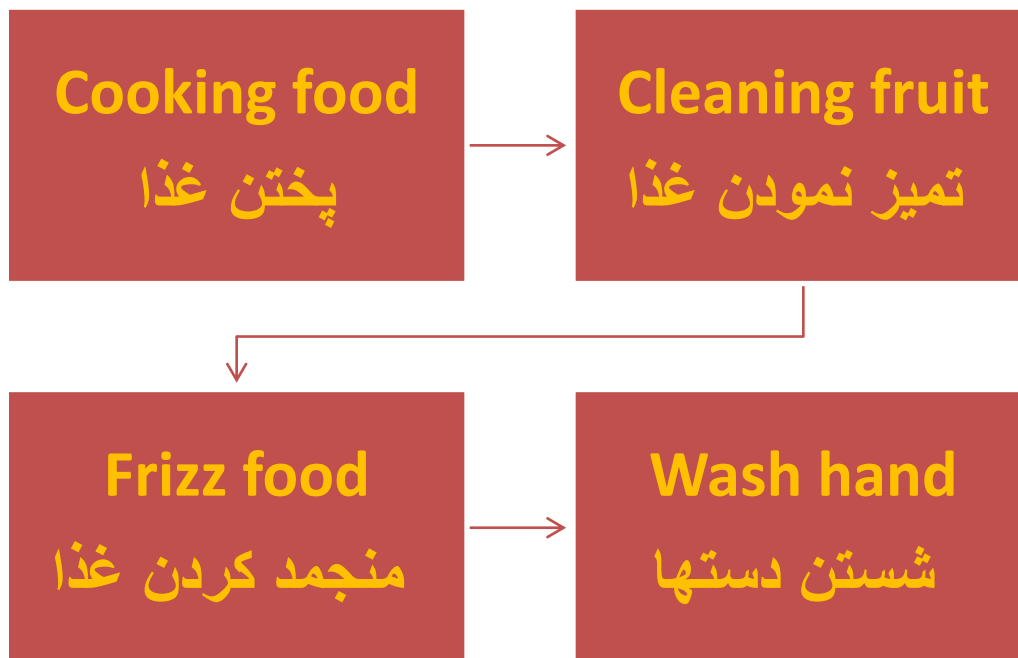 Cooking food
پختن غذا
Cleaning fruit
تمیز نمودن غذا
Frizz food
منجمد کردن غذا
Wash hand
شستن دستها